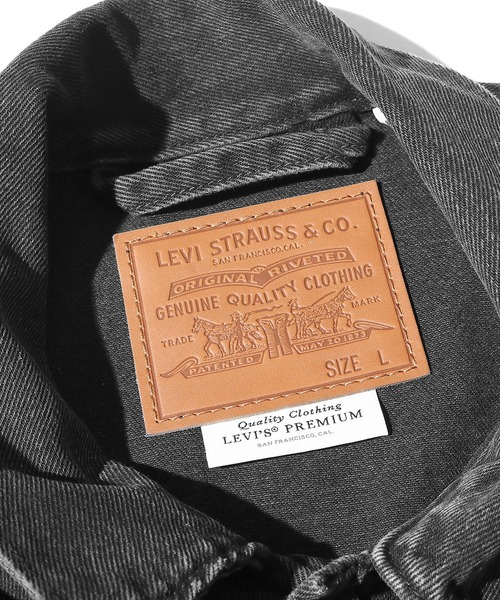 LEVI STRAUSS & CO.
SAN FRANCISCO, CAL.
ORIGINAL RIVETED
GENUINE QUALITY CLOTHING
TRADE MARK
PATENTED MAY 20 1873
SIZE L
Quality Clothing
LEVI'S® PREMIUM
SAN FRANCISCO, CAL.